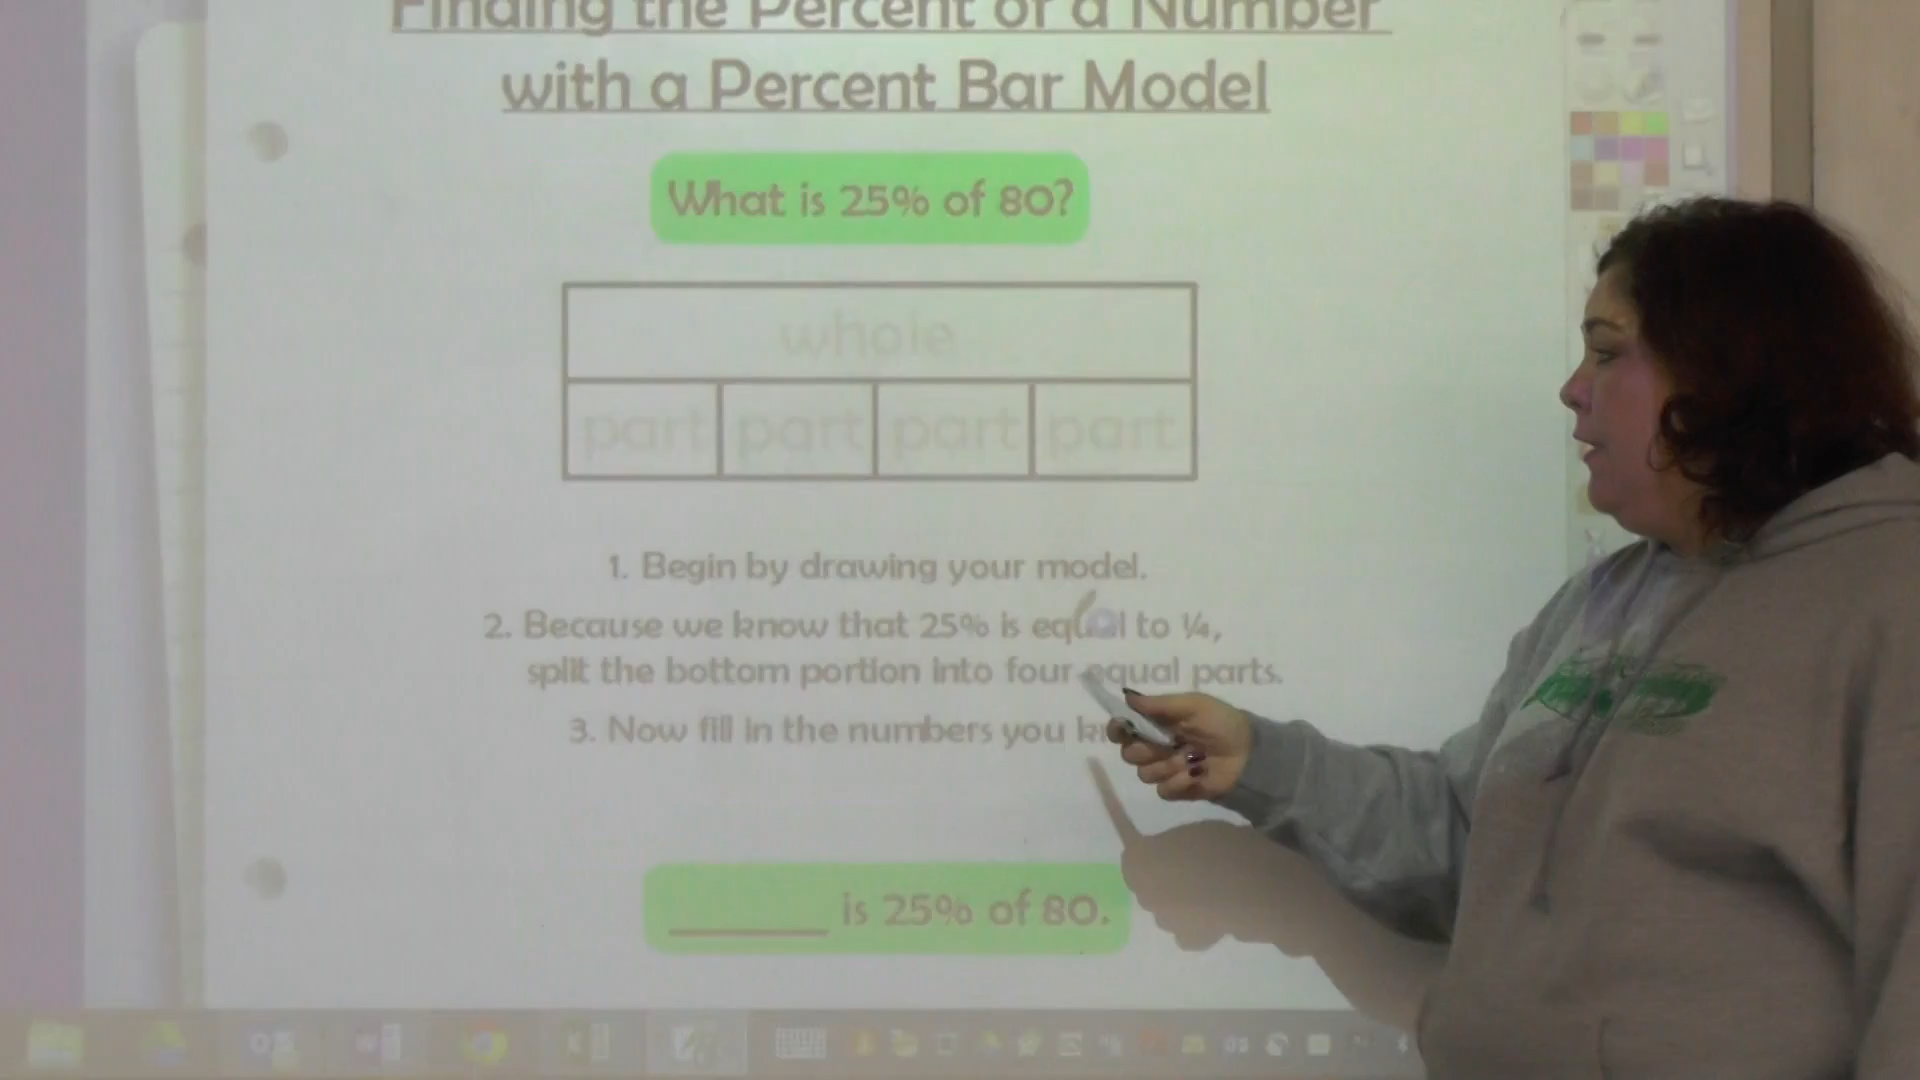 Finding the Percent of a Number
with a Percent Bar Model
What is 25% of 80?
whole
part part part part
1. Begin by drawing your model.
2. Because we know that 25% is equal to ¼,
split the bottom portion into four equal parts.
3. Now fill in the numbers you
______ is 25% of 80.